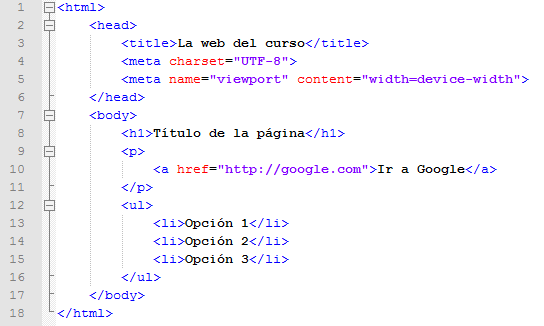 1 <html>
2 <head>
3 <title>La web del curso</title>
4 <meta charset="UTF-8">
5 <meta name="viewport" content="width=device-width">
6 </head>
7 <body>
8 <h1>Título de la página</h1>
9 <p>
10 <a href="http://google.com">Ir a Google</a>
11 </p>
12 <ul>
13 <li>Opción 1</li>
14 <li>Opción 2</li>
15 <li>Opción 3</li>
16 </ul>
17 </body>
18 </html>